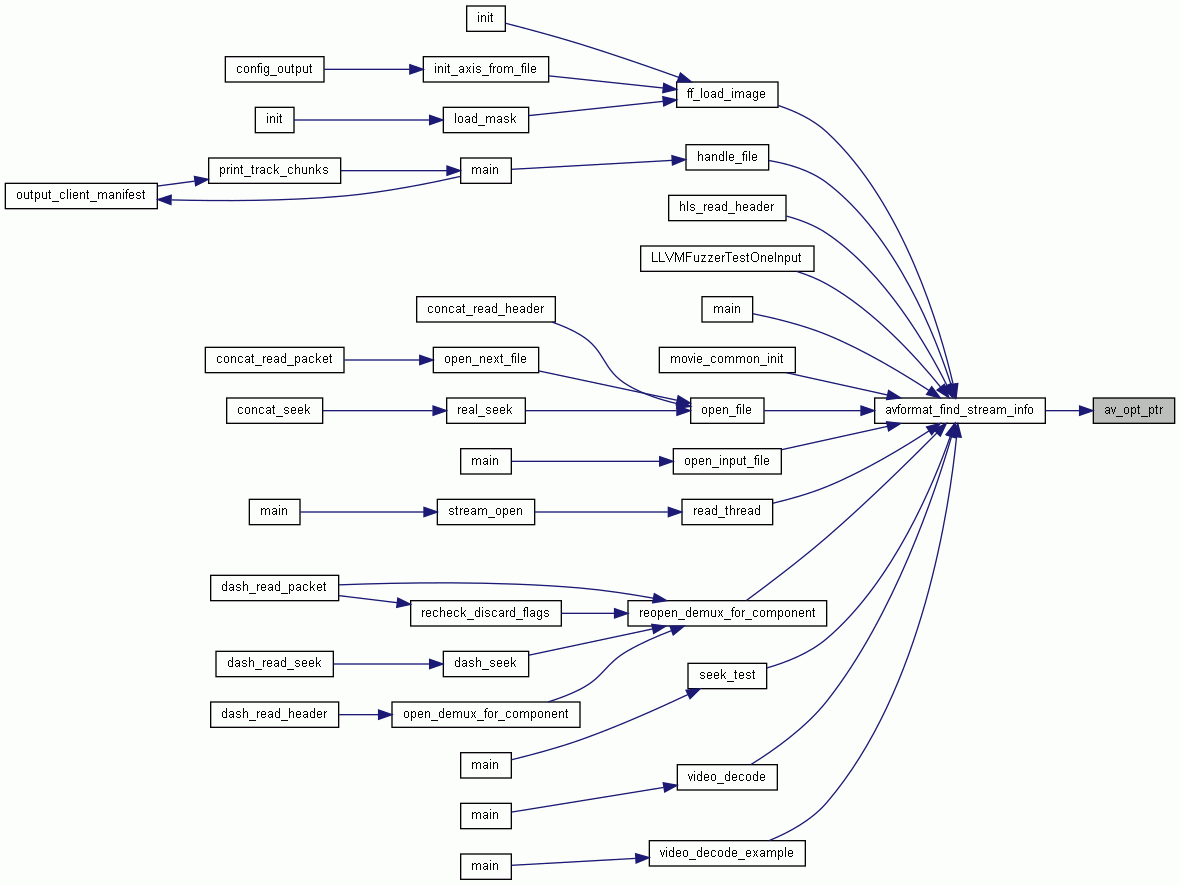 init
config_output
init_axis_from_file
ff_load_image
init
load_mask
handle_file
print_track_chunks
main
output_client_manifest
hls_read_header
LLVMFuzzerTestOneInput
concat_read_header
main
concat_read_packet
open_next_file
movie_common_init
concat_seek
real_seek
open_file
avformat_find_stream_info
av_opt_ptr
main
open_input_file
main
stream_open
read_thread
dash_read_packet
recheck_discard_flags
reopen_demux_for_component
dash_read_seek
dash_seek
seek_test
dash_read_header
open_demux_for_component
main
video_decode
main
video_decode_example
main